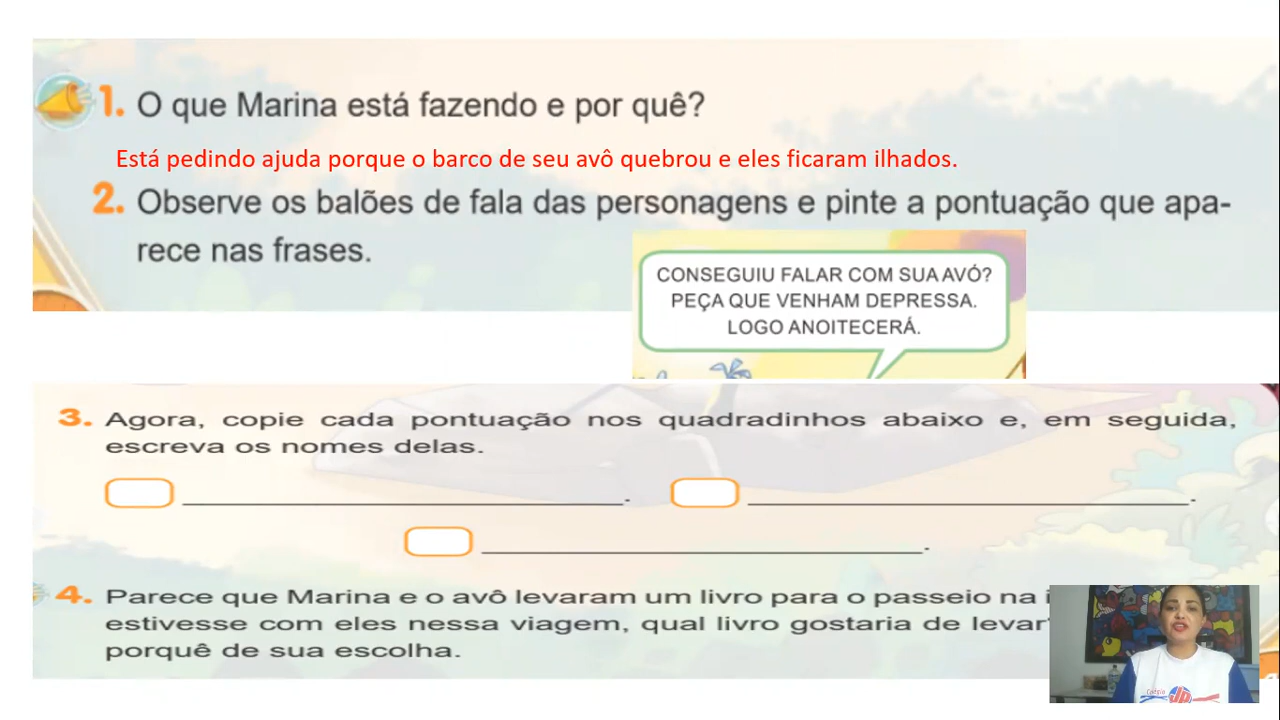 1. O que Marina está fazendo e por quê?
Está pedindo ajuda porque o barco de seu avô quebrou e eles ficaram ilhados.
2. Observe os balões de fala das personagens e pinte a pontuação que apa-
rece nas frases.
CONSEGUIU FALAR COM SUA AVÓ?
PEÇA QUE VENHAM DEPRESSA.
LOGO ANOITECERÁ.
3. Agora, copie cada pontuação nos quadradinhos abaixo e, em seguida,
escreva os nomes delas.
4. Parece que Marina e o avô levaram um livro para o passeio na
estivesse com eles nessa viagem, qual livro gostaria de levar
porquê de sua escolha.
JP